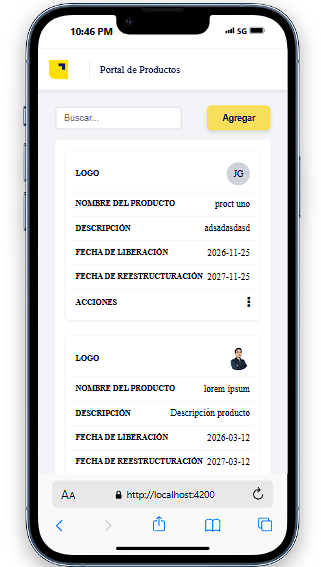 10:46 PM
5G
Portal de Productos
Buscar...
Agregar
LOGO
JG
NOMBRE DEL PRODUCTO proct uno
DESCRIPCIÓN adsadasdasd
FECHA DE LIBERACIÓN 2026-11-25
FECHA DE REESTRUCTURACIÓN 2027-11-25
ACCIONES
LOGO
NOMBRE DEL PRODUCTO lorem ipsum
DESCRIPCIÓN Descripción producto
FECHA DE LIBERACIÓN 2026-03-12
FECHA DE REESTRUCTURACIÓN 2027-03-12
AA http://localhost:4200